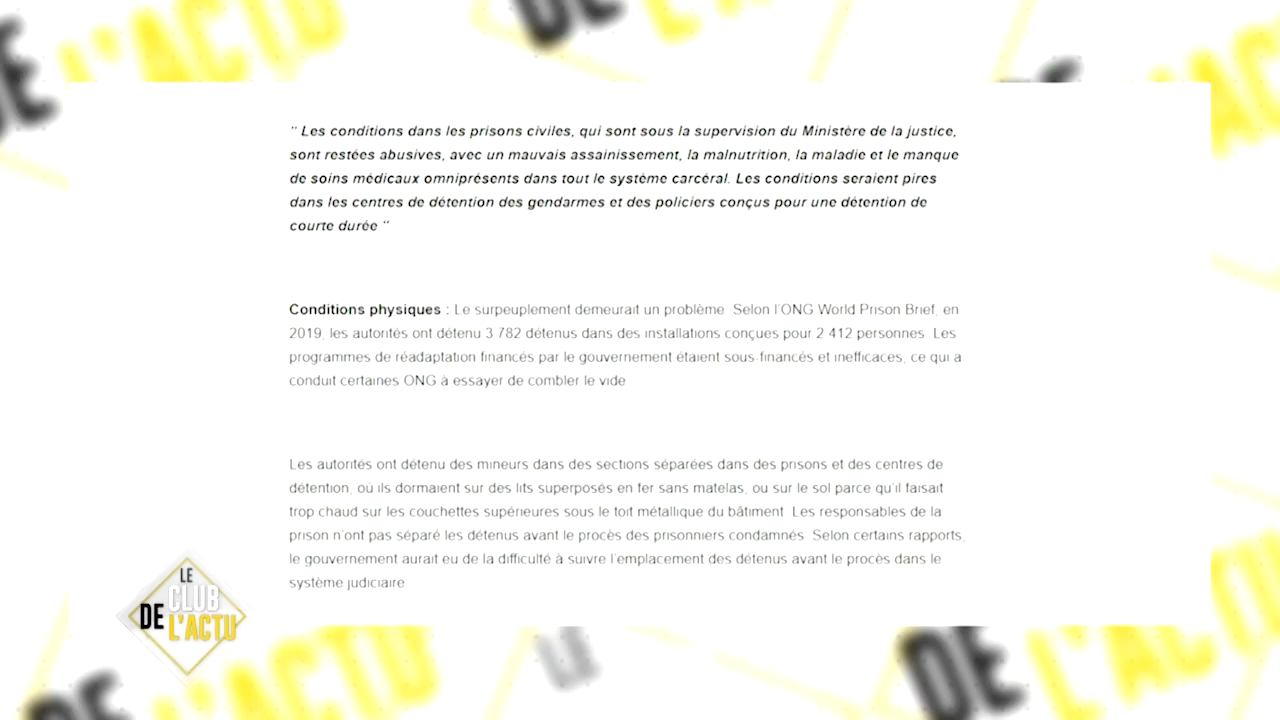 DE L'ACTU
DE
DE
L'ACTU
" Les conditions dans les prisons civiles, qui sont sous la supervision du Ministère de la justice,
sont restées abusives, avec un mauvais assainissement, la malnutrition, la maladie et le manque
de soins médicaux omniprésents dans tout le système carcéral. Les conditions seraient pires
dans les centres de détention des gendarmes et des policiers conçus pour une détention de
courte durée "
Conditions physiques : Le surpeuplement demeurait un problème. Selon l'ONG World Prison Brief, en
2019, les autorités ont détenu 3 782 détenus dans des installations conçues pour 2 412 personnes. Les
programmes de réadaptation financés par le gouvernement étaient sous-financés et inefficaces, ce qui a
conduit certaines ONG à essayer de combler le vide
Les autorités ont détenu des mineurs dans des sections séparées dans des prisons et des centres de
détention, où ils dormaient sur des lits superposés en fer sans matelas, ou sur le sol parce qu'il faisait
trop chaud sur les couchettes supérieures sous le toit métallique du bâtiment. Les responsables de la
prison n'ont pas séparé les détenus avant le procès des prisonniers condamnés. Selon certains rapports,
le gouvernement aurait eu de la difficulté à suivre l'emplacement des détenus avant le procès dans le
système judiciaire
LE
CLUB
DE L'ACTU
DE L'ACTU
DE L'ACTU